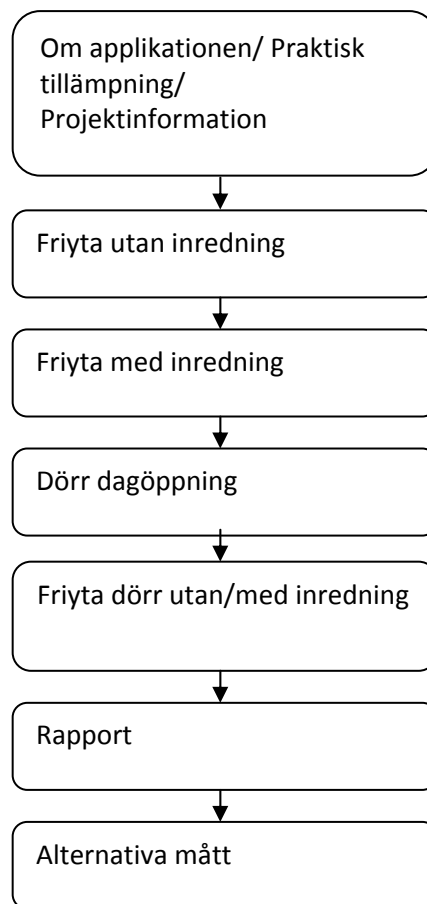 Om applikationen/ Praktisk
tillämpning/
Projektinformation
Friyta utan inredning
Friyta med inredning
Dörr dagöppning
Friyta dörr utan/med inredning
Rapport
Alternativa mått